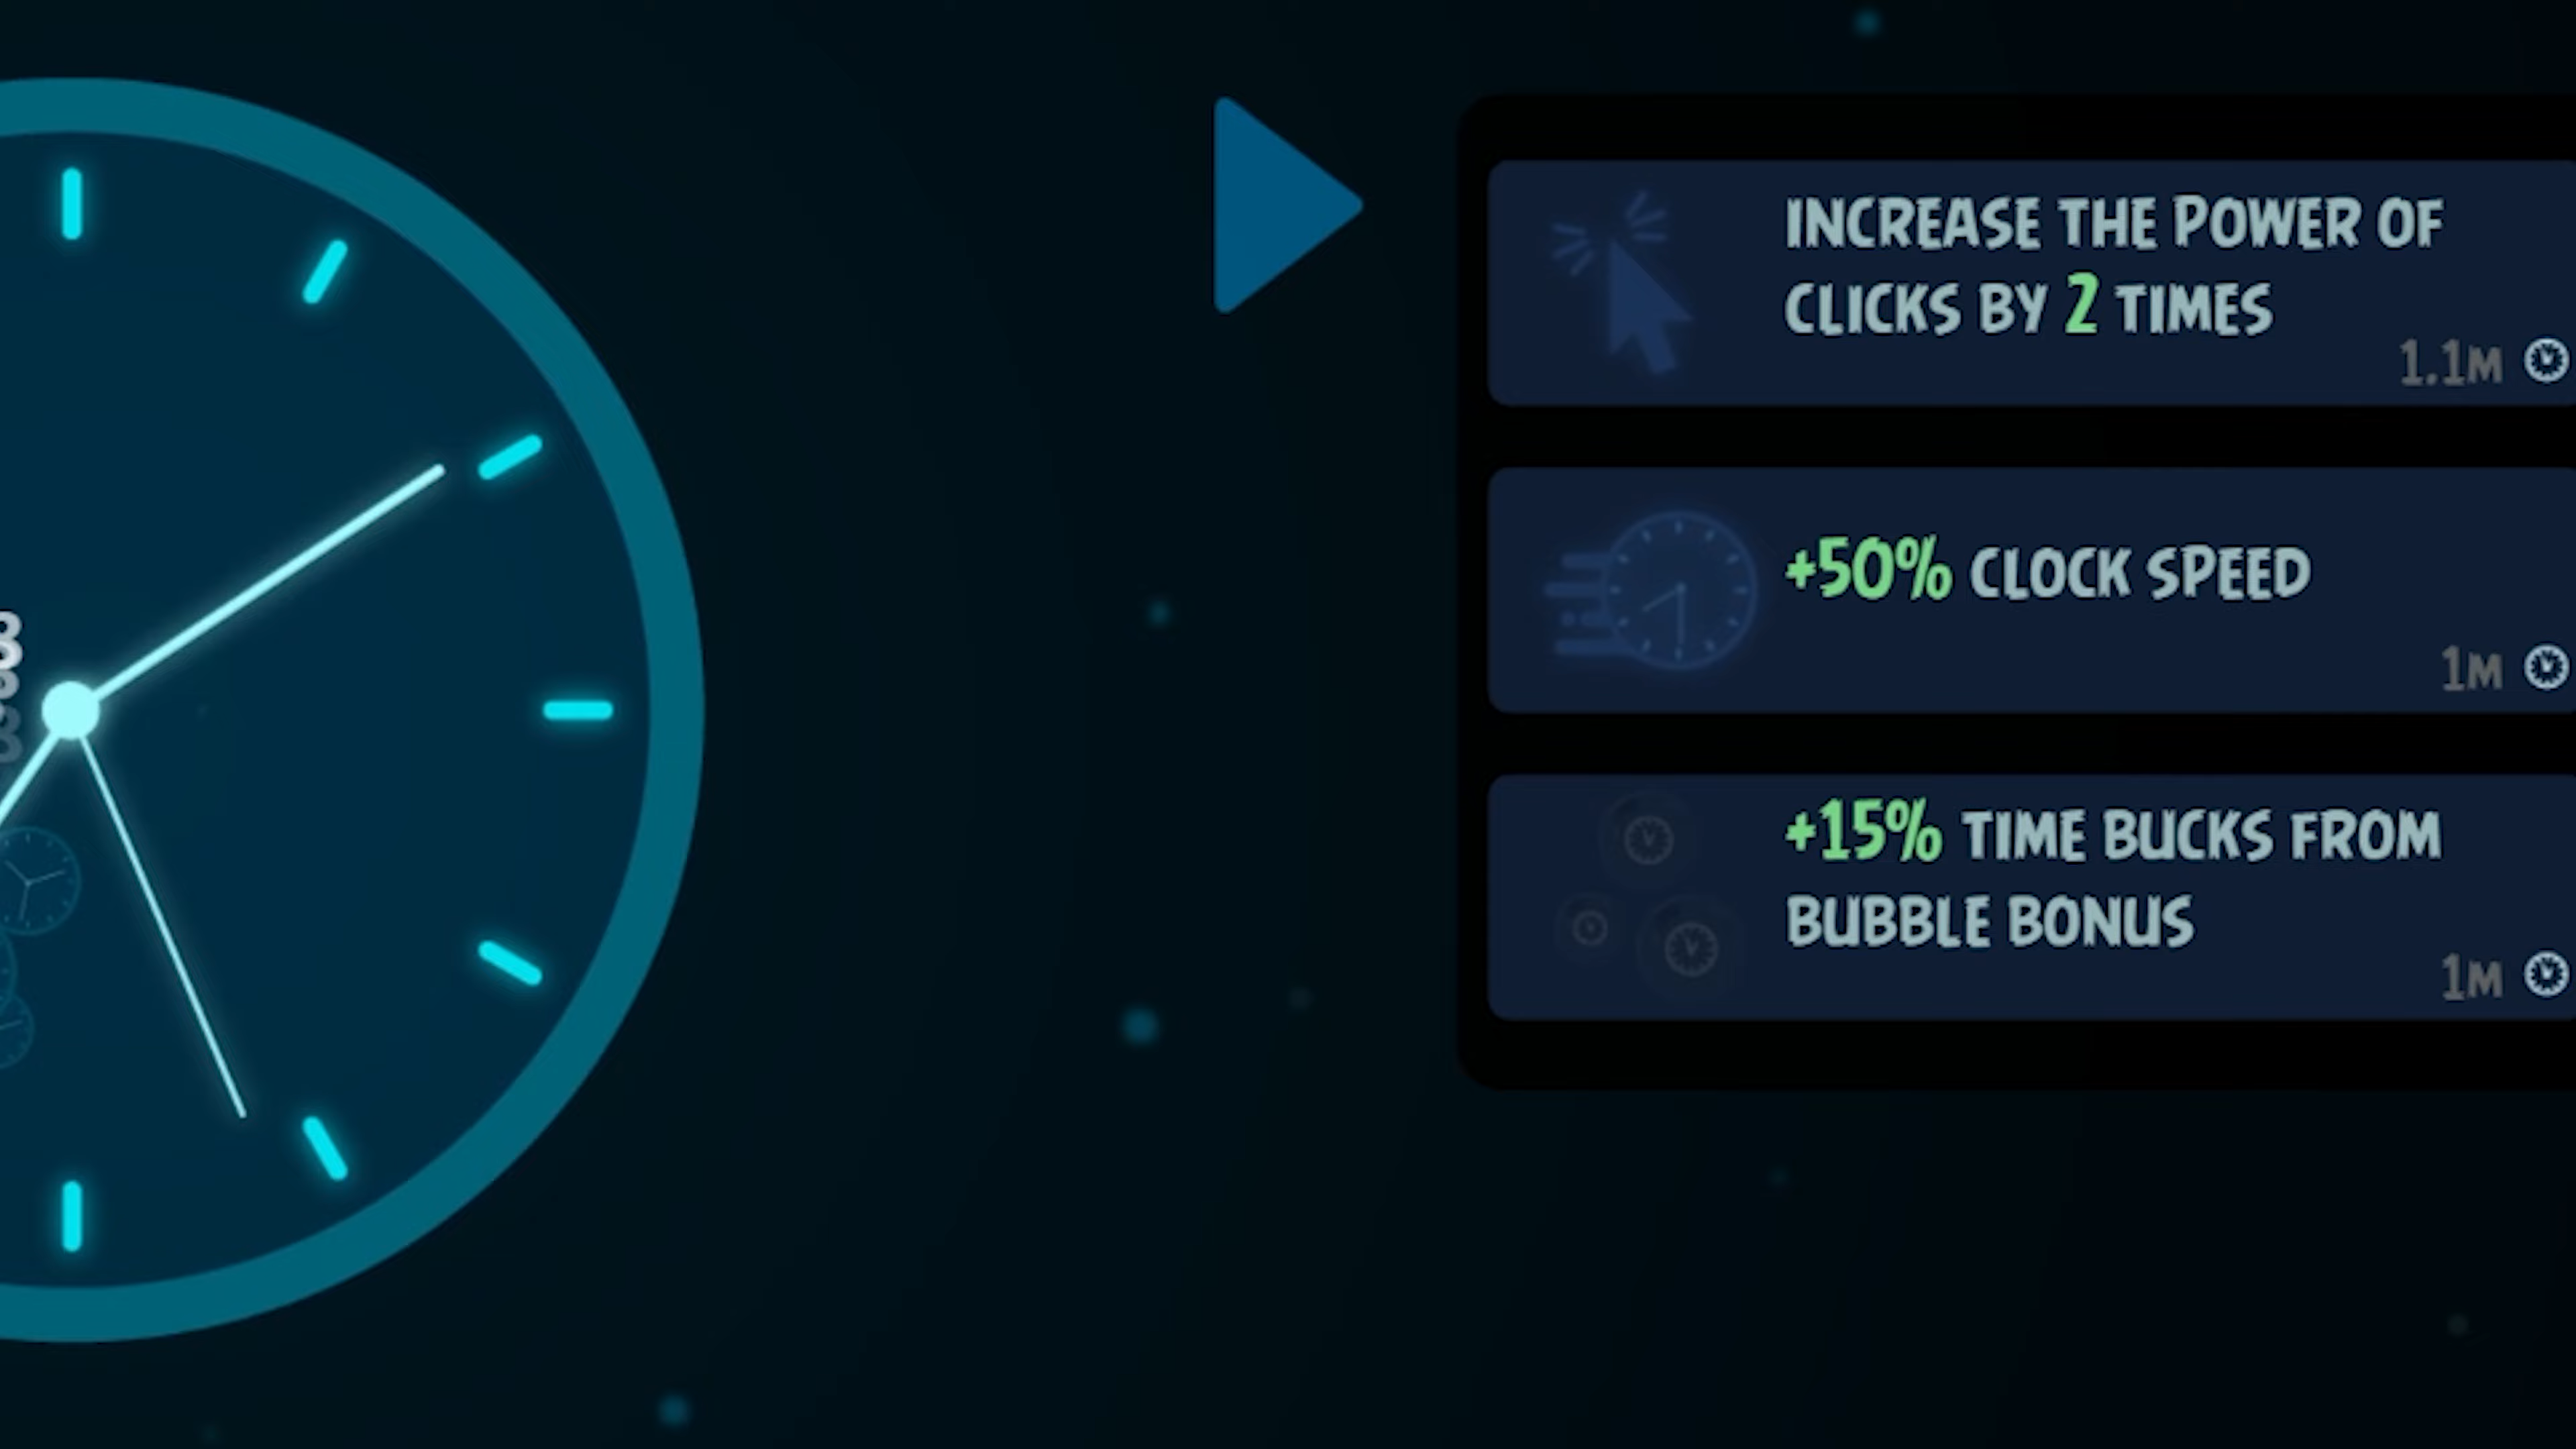 INCREASE THE POWER OF
CLICKS BY 2 TIMES
1.1M
+50% CLOCK SPEED
1M
+15% TIME BUCKS FROM
BUBBLE BONUS
1M